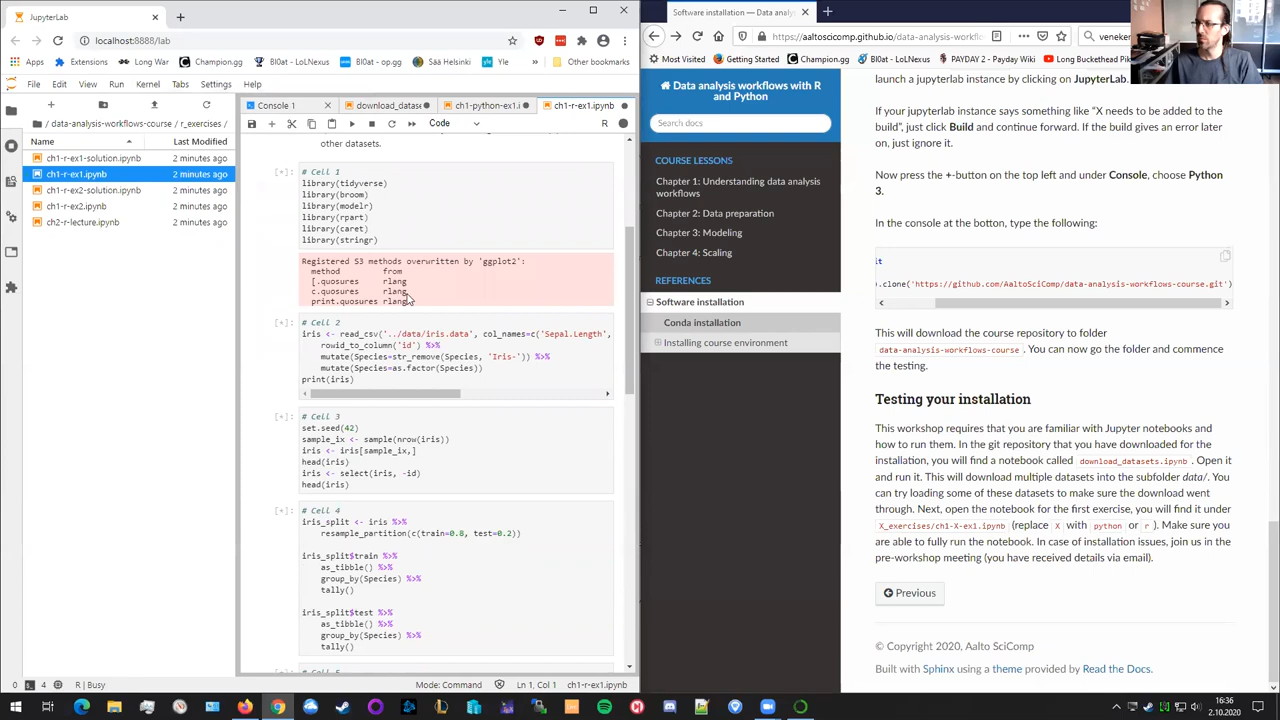 JupyterLab
localhost:8888/lab
Apps
Extensions
Long War
Champion.gg
Bl0at - LoLNexus
Bl0at - op.gg
Sää Helsinki
Yle
Other bookmarks
File Edit View Run Kernel Tabs Settings Help
Console 1
download_datase
ch1-python-ex1.i
ch1-r-ex1.ipynb
Code
R
/ data-analysis-workflows-course / r_exercises /
Name
Last Modified
ch1-r-ex1-solution.ipynb 2 minutes ago
ch1-r-ex1.ipynb 2 minutes ago
ch1-r-ex2-solution.ipynb 2 minutes ago
ch1-r-ex2.ipynb 2 minutes ago
ch2-r-lecture.ipynb 2 minutes ago
other datasets.
[*]: # Cell 1
library(tidyverse)
library(broom)
library(modelr)
library(rpart)
library(caret)
library(stringr)
Registered S3 methods overwritten by 'ggplot2':
method from
[.quosures rlang
c.quosures rlang
print.quosures rlang
[*]: # Cell 2
iris <- read_csv('../data/iris.data', col_names=c('Sepal.Length',
rowid_to_column('id') %>%
mutate(Species=str_remove(Species, 'Iris-')) %>%
mutate(Species=as.factor(Species))
print(iris)
[*]: # Cell 3
set.seed(42)
sample_ix <- sample(nrow(iris))
iris <- iris[sample_ix,]
head(iris)
iris <- select(iris, -id)
head(iris)
[*]: # Cell 4
iris_split <- iris %>%
resample_partition(c(train=0.8, test=0.2))
iris_split$train %>%
as_tibble() %>%
group_by(Species) %>%
tally()
iris_split$test %>%
as_tibble() %>%
group_by(Species) %>%
tally()
[*]: # Cell 5
0 4 R | Busy
Mode: Command
Ln 1, Col 1
ch1-r-ex1.ipynb
Software installation — Data analy
https://aaltoscicomp.github.io/data-analysis-workfl
veneker
Most Visited
Getting Started
Champion.gg
Bl0at - LoLNexus
PAYDAY 2 - Payday Wiki
Long Buckethead Pik
Data analysis workflows with R
and Python
Search docs
COURSE LESSONS
Chapter 1: Understanding data analysis
workflows
Chapter 2: Data preparation
Chapter 3: Modeling
Chapter 4: Scaling
REFERENCES
Software installation
Conda installation
Installing course environment
launch a jupyterlab instance by clicking on JupyterLab.
If your jupyterlab instance says something like "X needs to be added to the
build", just click Build and continue forward. If the build gives an error later on,
just ignore it.
Now press the +-button on the top left and under Console, choose Python
3.
In the console at the botton, type the following:
it
).clone('https://github.com/AaltoSciComp/data-analysis-workflows-course.git')
This will download the course repository to folder
data-analysis-workflows-course. You can now go the folder and commence
the testing.
Testing your installation
This workshop requires that you are familiar with Jupyter notebooks and
how to run them. In the git repository that you have downloaded for the
installation, you will find a notebook called download_datasets.ipynb. Open it
and run it. This will download multiple datasets into the subfolder data/. You
can try loading some of these datasets to make sure the download went
through. Next, open the notebook for the first exercise, you will find it under
X_exercises/ch1-X-ex1.ipynb (replace X with python or r). Make sure you
are able to fully run the notebook. In case of installation issues, join us in the
pre-workshop meeting (you have received details via email).
Previous
© Copyright 2020, Aalto SciComp
Built with Sphinx using a theme provided by Read the Docs.
16:36
2.10.2020